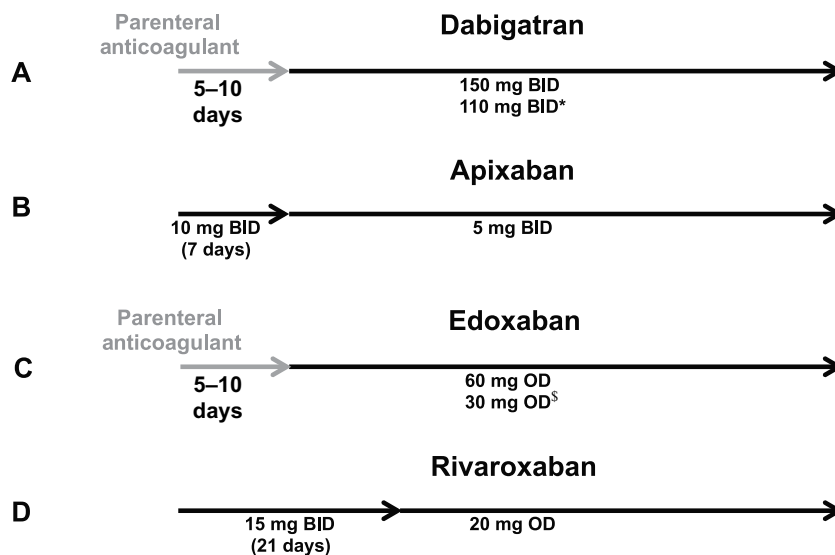 Parenteral
anticoagulant
Dabigatran
A
5–10
days
150 mg BID
110 mg BID*
Apixaban
B
10 mg BID
(7 days)
5 mg BID
Parenteral
anticoagulant
Edoxaban
C
5–10
days
60 mg OD
30 mg OD$
Rivaroxaban
D
15 mg BID
(21 days)
20 mg OD